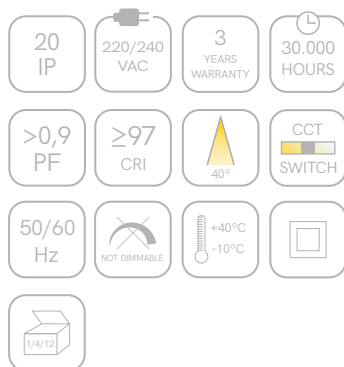 20
IP
220/240
VAC
3
YEARS
WARRANTY
30.000
HOURS
>0,9
PF
≥97
CRI
40°
CCT
SWITCH
50/60
Hz
NOT DIMMABLE
+40°C
-10°C
1/4/12